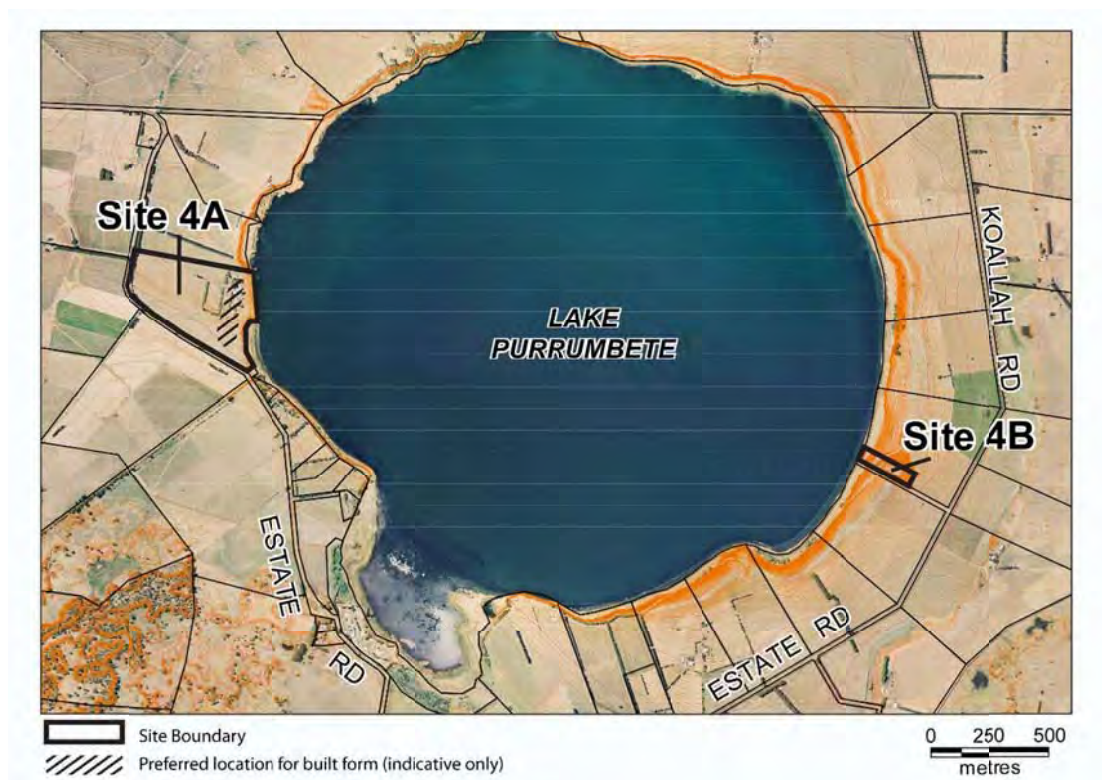 Site 4A
KOALLAH RD
LAKE
PURRUMBETE
Site 4B
ESTATE RD
ESTATE RD
Site Boundary
Preferred location for built form (indicative only)
0 250 500
metres